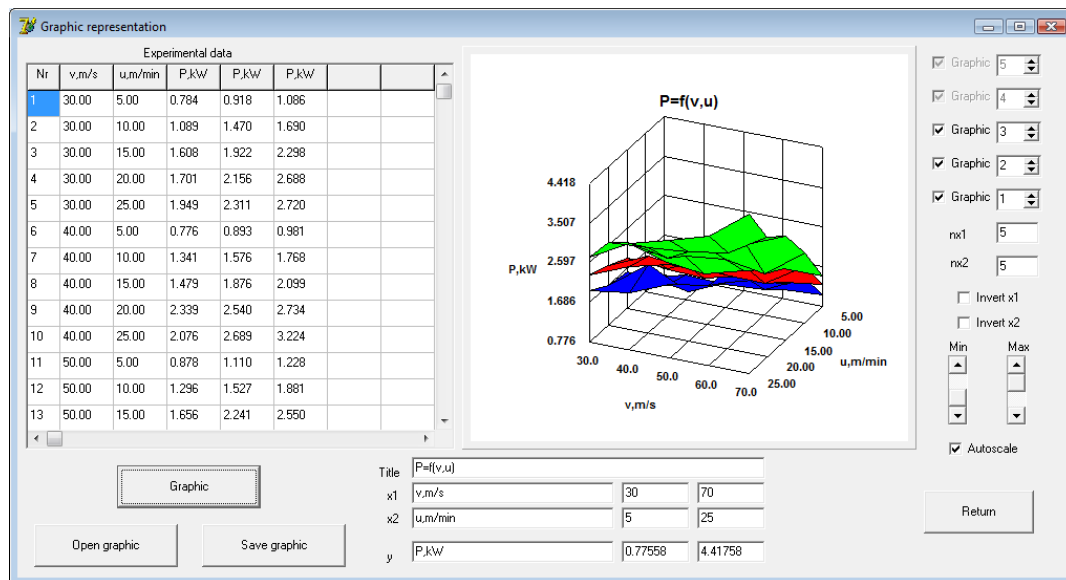 Graphic representation
Experimental data
Nr v,m/s u,m/min P,kW P,kW P,kW
1 30.00 5.00 0.784 0.918 1.086
2 30.00 10.00 1.089 1.470 1.690
3 30.00 15.00 1.608 1.922 2.298
4 30.00 20.00 1.701 2.156 2.688
5 30.00 25.00 1.949 2.311 2.720
6 40.00 5.00 0.776 0.893 0.981
7 40.00 10.00 1.341 1.576 1.768
8 40.00 15.00 1.479 1.876 2.099
9 40.00 20.00 2.339 2.540 2.734
10 40.00 25.00 2.076 2.689 3.224
11 50.00 5.00 0.878 1.110 1.228
12 50.00 10.00 1.296 1.527 1.881
13 50.00 15.00 1.656 2.241 2.550
P=f(v,u)
4.418
3.507
2.597
1.686
0.776
P,kW
30.0 40.0 50.0 60.0 70.0
v,m/s
5.00
10.00
15.00
20.00
25.00
u,m/min
Graphic 5
Graphic 4
Graphic 3
Graphic 2
Graphic 1
nx1 5
nx2 5
Invert x1
Invert x2
Min Max
Autoscale
Graphic
Open graphic Save graphic
Title P=f(v,u)
x1 v,m/s 30 70
x2 u,m/min 5 25
y P,kW 0.77558 4.41758
Return